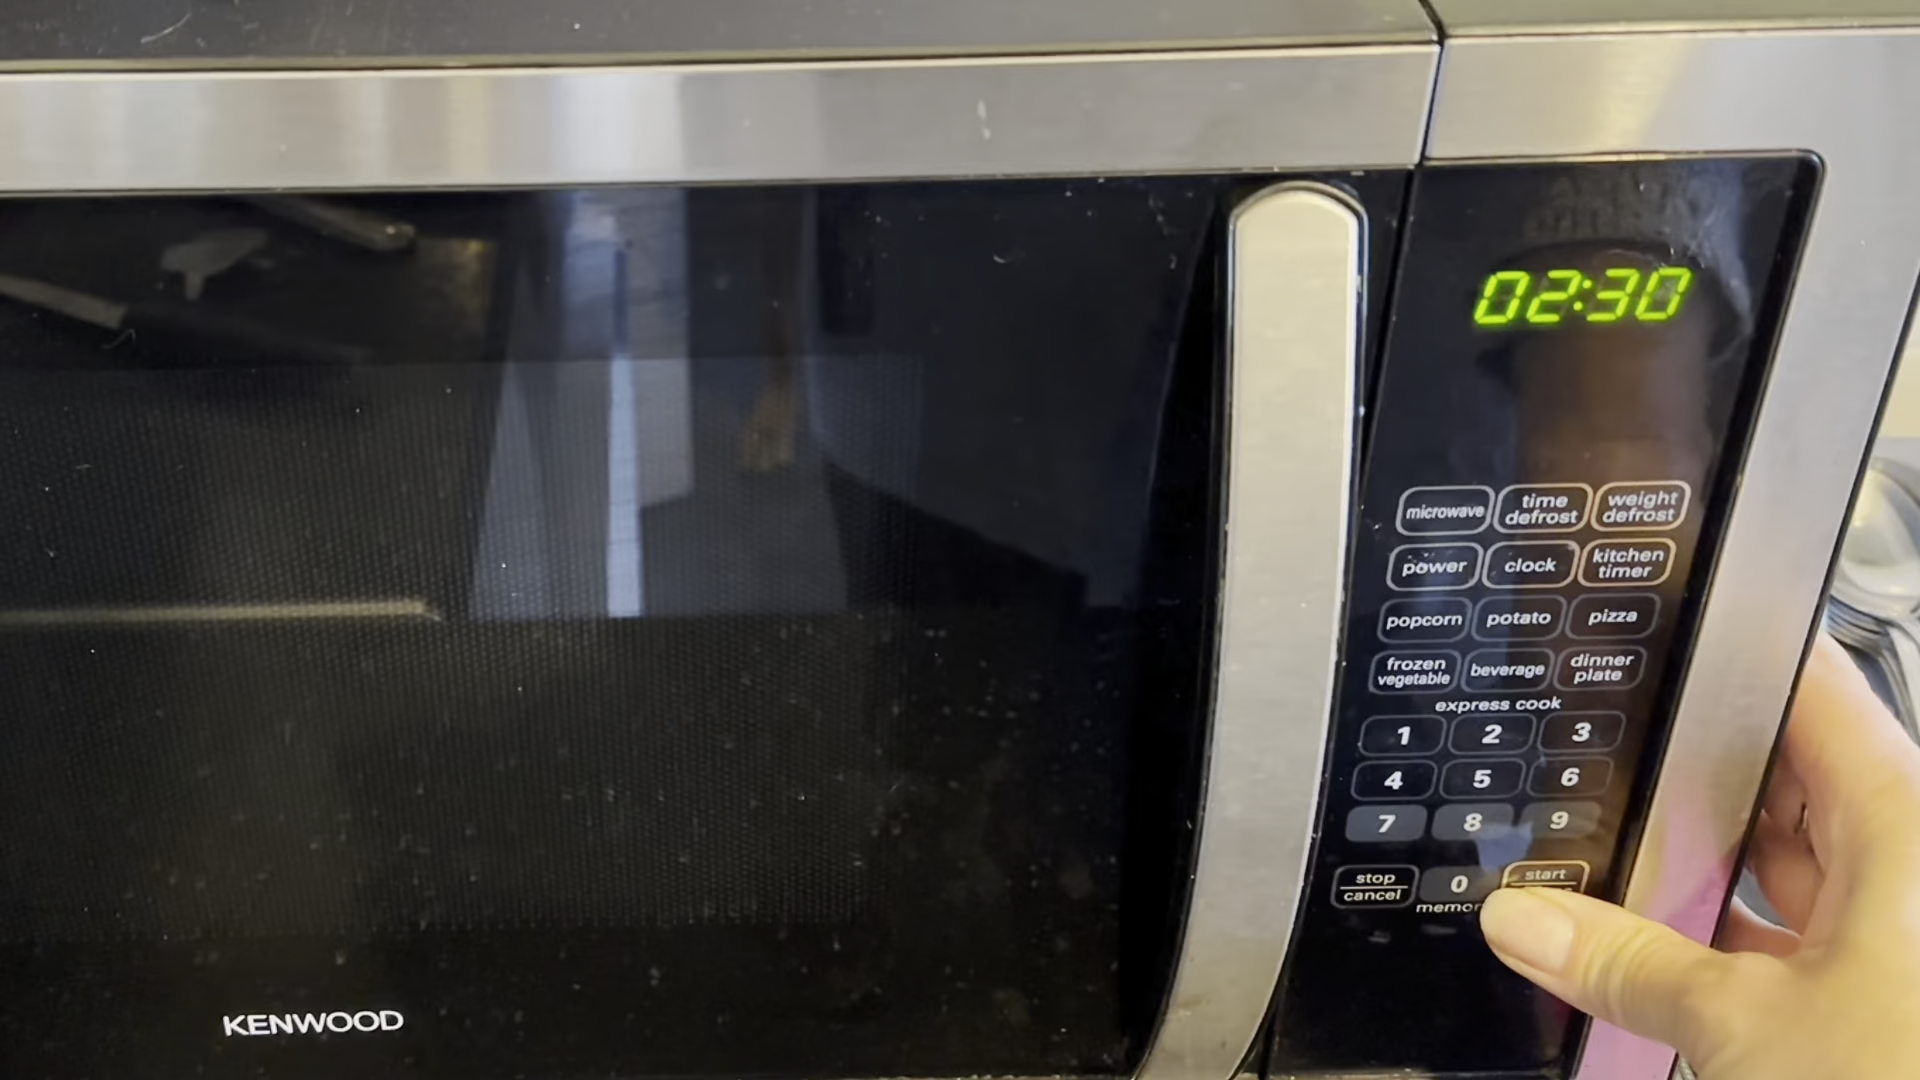 02:30
microwave time defrost weight defrost
power clock kitchen timer
popcorn potato pizza
frozen vegetable beverage dinner plate
express cook
1 2 3
4 5 6
7 8 9
stop cancel 0 start
KENWOOD